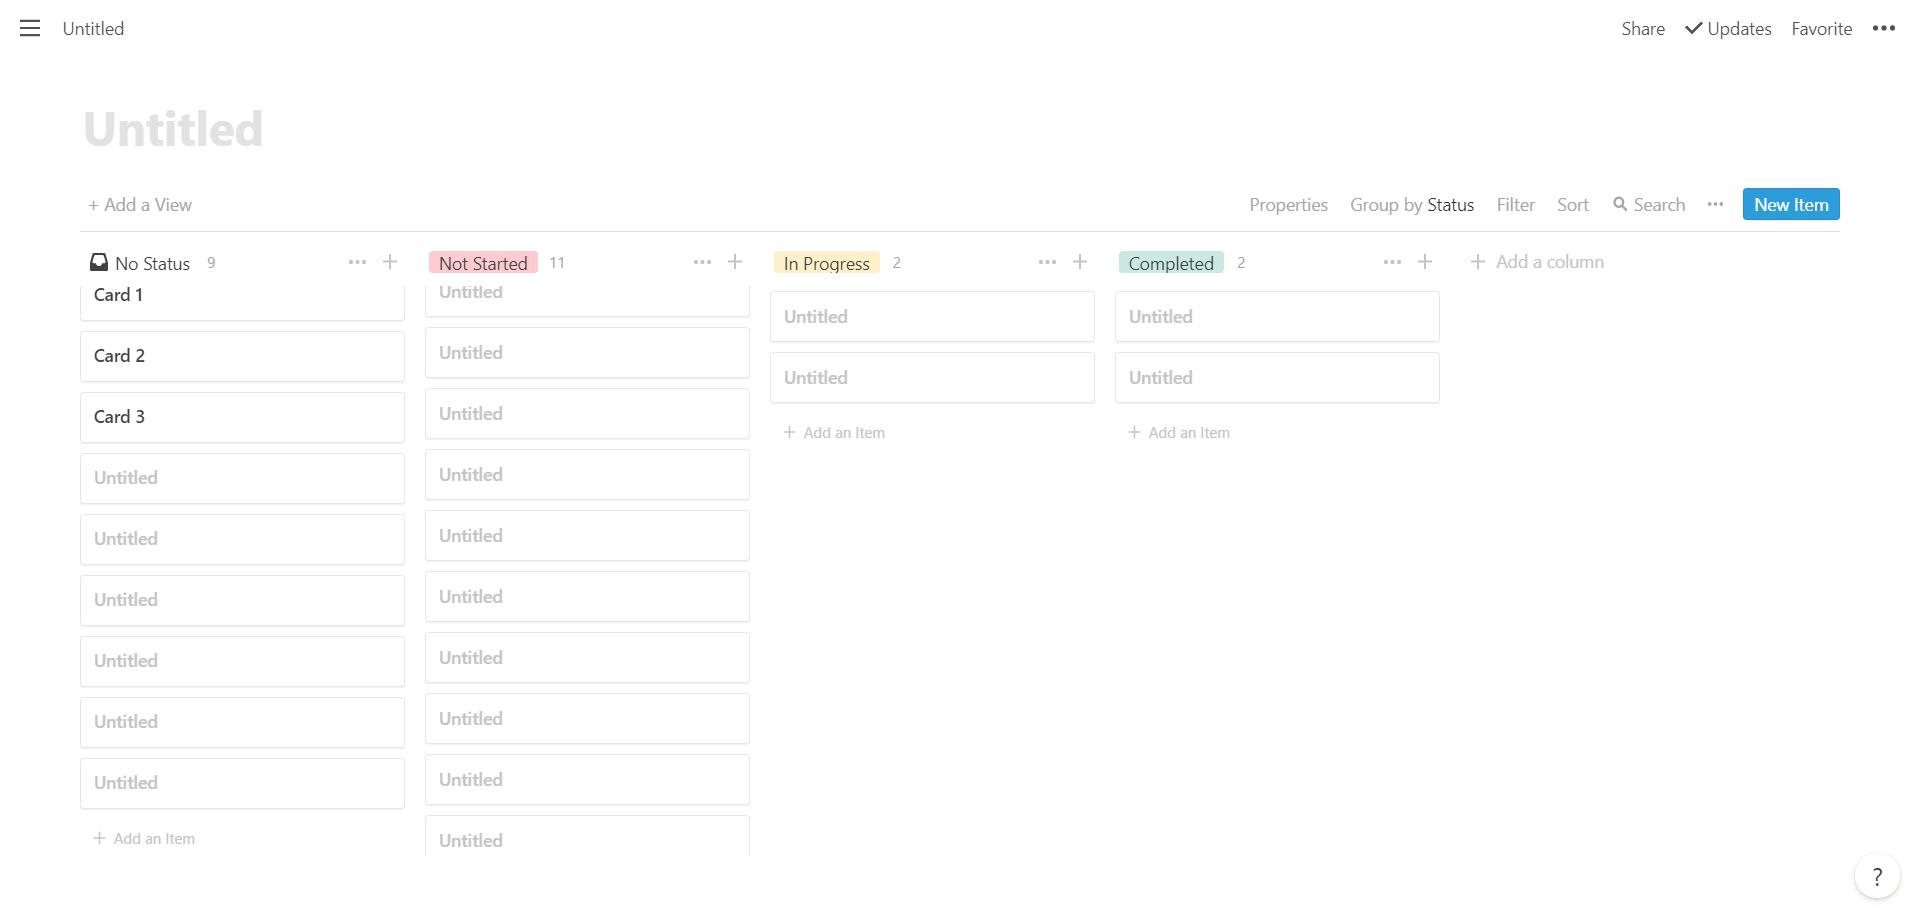 Untitled
Share
Updates
Favorite
Untitled
+ Add a View
Properties
Group by Status
Filter
Sort
Search
New Item
No Status 9
Card 1
Card 2
Card 3
Untitled
Untitled
Untitled
Untitled
Untitled
Untitled
+ Add an Item
Not Started 11
Untitled
Untitled
Untitled
Untitled
Untitled
Untitled
Untitled
Untitled
Untitled
Untitled
In Progress 2
Untitled
Untitled
+ Add an Item
Completed 2
Untitled
Untitled
+ Add an Item
+ Add a column
?